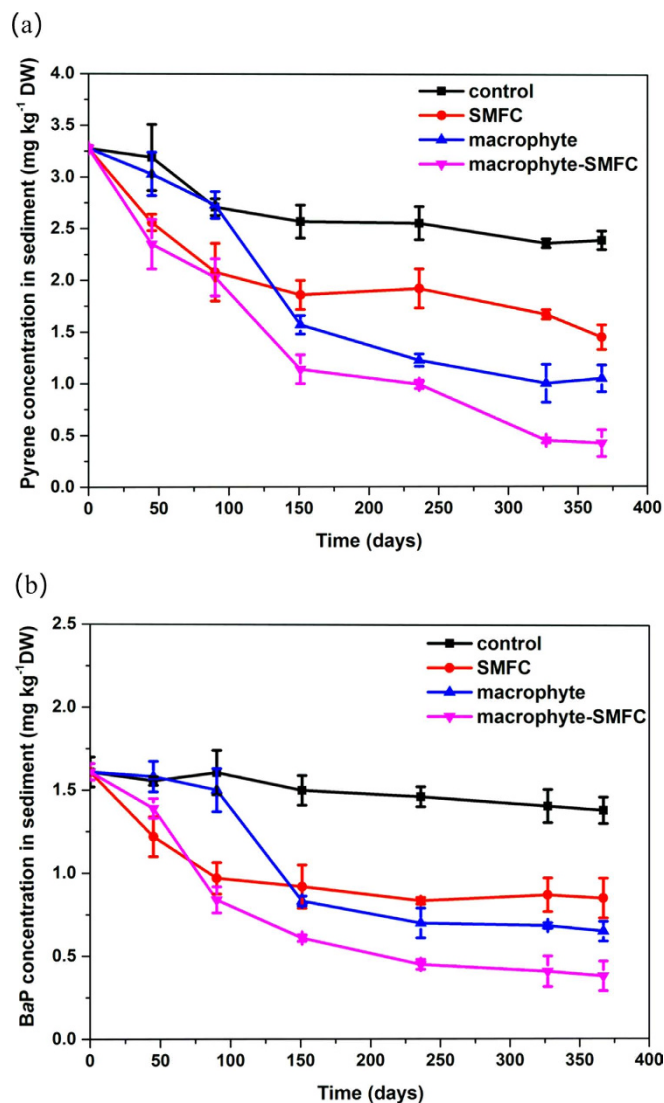 (a)
Pyrene concentration in sediment (mg kg⁻¹ DW)
4.0
3.5
3.0
2.5
2.0
1.5
1.0
0.5
0.0
control
SMFC
macrophyte
macrophyte-SMFC
0 50 100 150 200 250 300 350 400
Time (days)
(b)
BaP concentration in sediment (mg kg⁻¹DW)
2.5
2.0
1.5
1.0
0.5
0.0
control
SMFC
macrophyte
macrophyte-SMFC
0 50 100 150 200 250 300 350 400
Time (days)